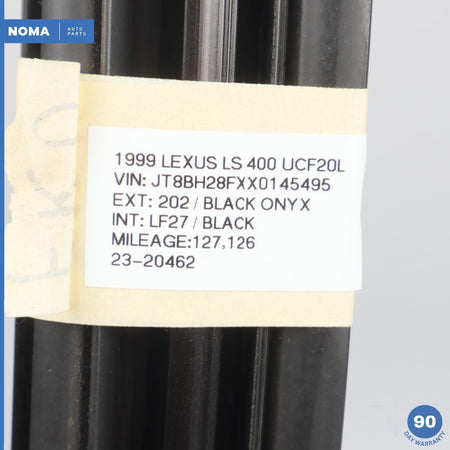 NOMA AUTO PARTS
1999 LEXUS LS 400 UCF20L
VIN: JT8BH28FXX0145495
EXT: 202 / BLACK ONYX
INT: LF27 / BLACK
MILEAGE:127,126
23-20462
90
DAY WARRANTY